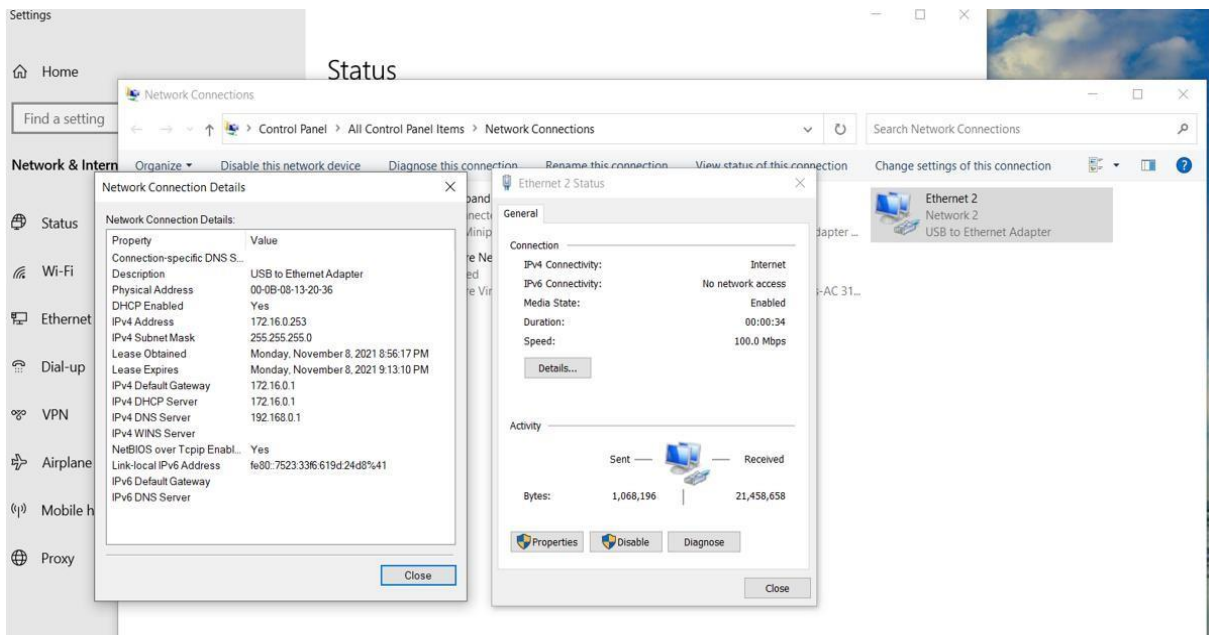 Settings
Home
Status
Find a setting
Network & Intern
Status
Wi-Fi
Ethernet
Dial-up
VPN
Airplane
Mobile h
Proxy
Network Connections
Control Panel > All Control Panel Items > Network Connections
Search Network Connections
Organize
Disable this network device
Diagnose this connection
Rename this connection
View status of this connection
Change settings of this connection
Ethernet 2
Network 2
USB to Ethernet Adapter
dapter ...
-AC 31...
Network Connection Details
Network Connection Details:
Property Value
Connection-specific DNS S...
Description USB to Ethernet Adapter
Physical Address 00-0B-08-13-20-36
DHCP Enabled Yes
IPv4 Address 172.16.0.253
IPv4 Subnet Mask 255.255.255.0
Lease Obtained Monday, November 8, 2021 8:56:17 PM
Lease Expires Monday, November 8, 2021 9:13:10 PM
IPv4 Default Gateway 172.16.0.1
IPv4 DHCP Server 172.16.0.1
IPv4 DNS Server 192.168.0.1
IPv4 WINS Server
NetBIOS over Tcpip Enabl... Yes
Link-local IPv6 Address fe80::7523:33f6:619d:24d8%41
IPv6 Default Gateway
IPv6 DNS Server
Close
Ethernet 2 Status
General
Connection
IPv4 Connectivity: Internet
IPv6 Connectivity: No network access
Media State: Enabled
Duration: 00:00:34
Speed: 100.0 Mbps
Details...
Activity
Sent Received
Bytes: 1,068,196 21,458,658
Properties
Disable
Diagnose
Close